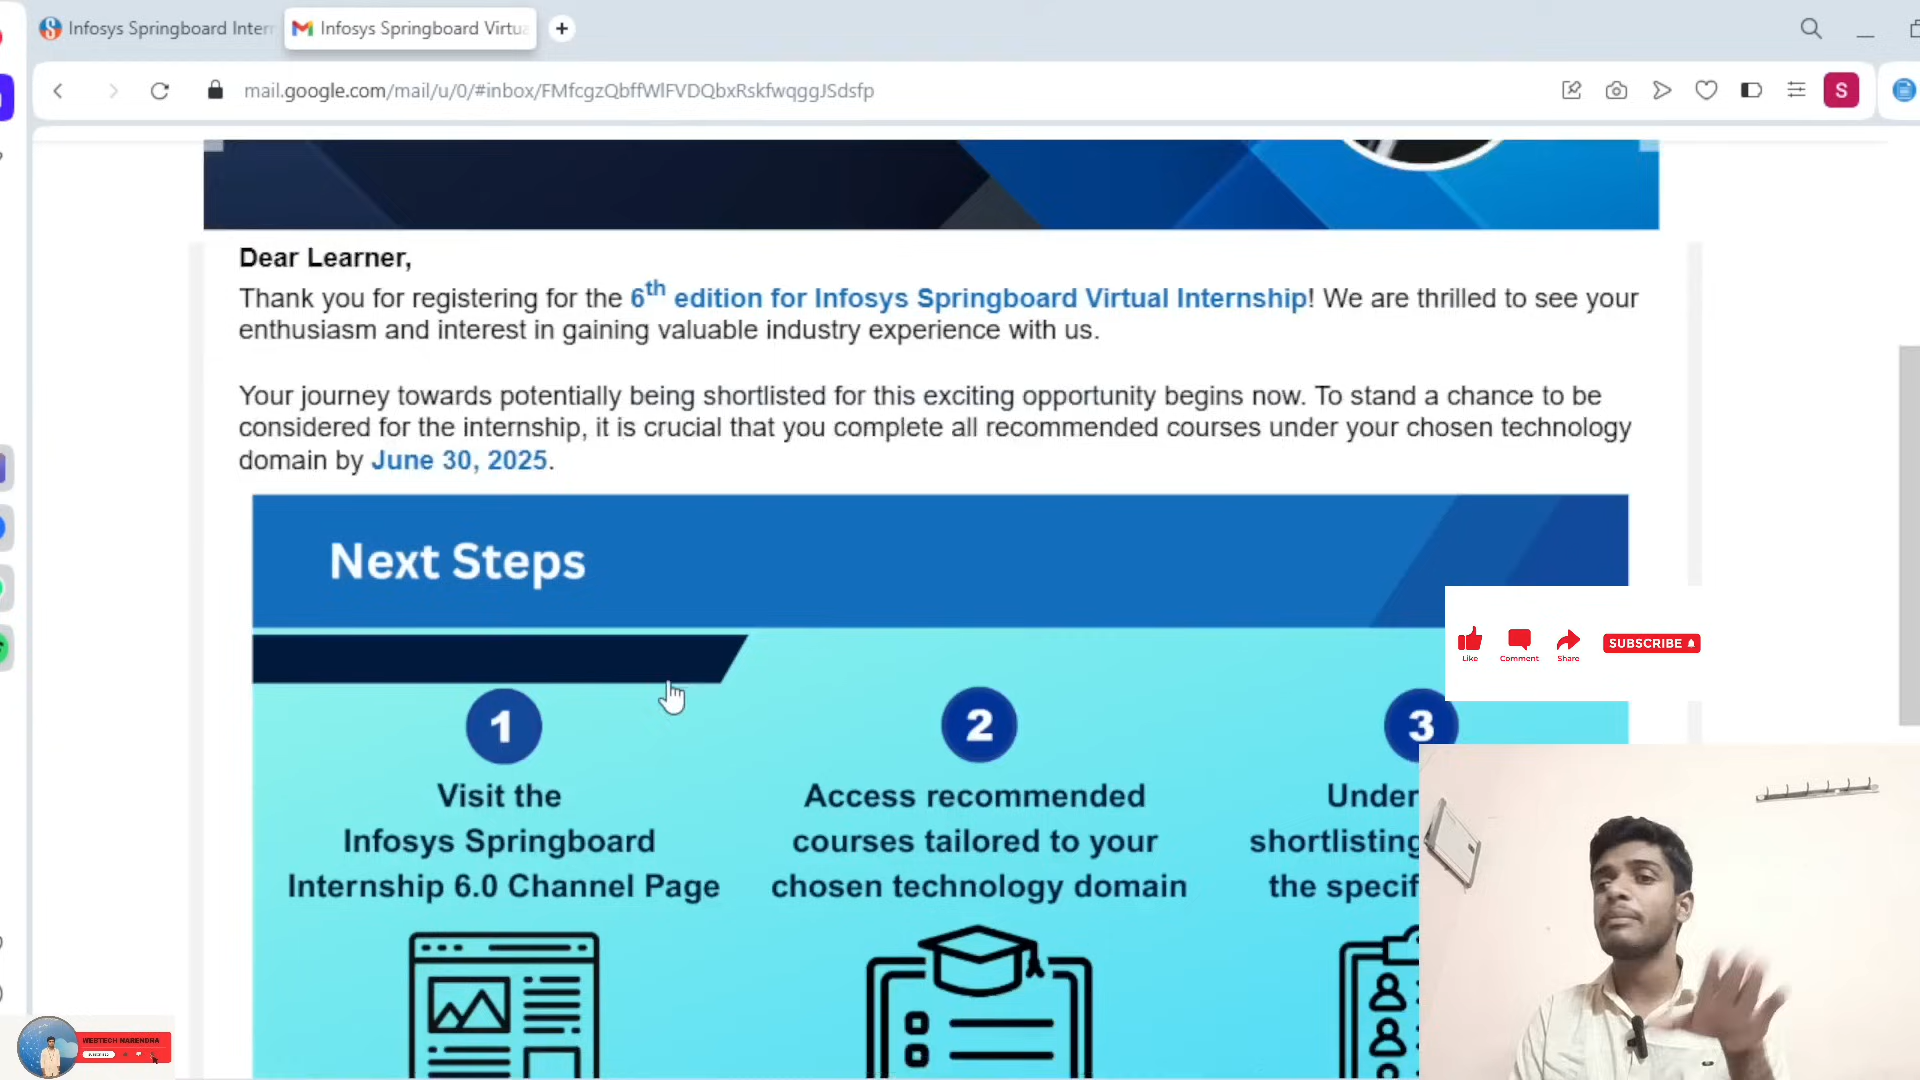 Infosys Springboard Inter
Infosys Springboard Virtua
mail.google.com/mail/u/0/#inbox/FMfcgzQbffWlFVDQbxRskfwqggJSdsfp
S
Dear Learner,
Thank you for registering for the 6th edition for Infosys Springboard Virtual Internship! We are thrilled to see your
enthusiasm and interest in gaining valuable industry experience with us.
Your journey towards potentially being shortlisted for this exciting opportunity begins now. To stand a chance to be
considered for the internship, it is crucial that you complete all recommended courses under your chosen technology
domain by June 30, 2025.
Next Steps
Like
Comment
Share
SUBSCRIBE
1
Visit the
Infosys Springboard
Internship 6.0 Channel Page
2
Access recommended
courses tailored to your
chosen technology domain
3
Under
shortlisting
the specif
WEBTECH NARENDRA